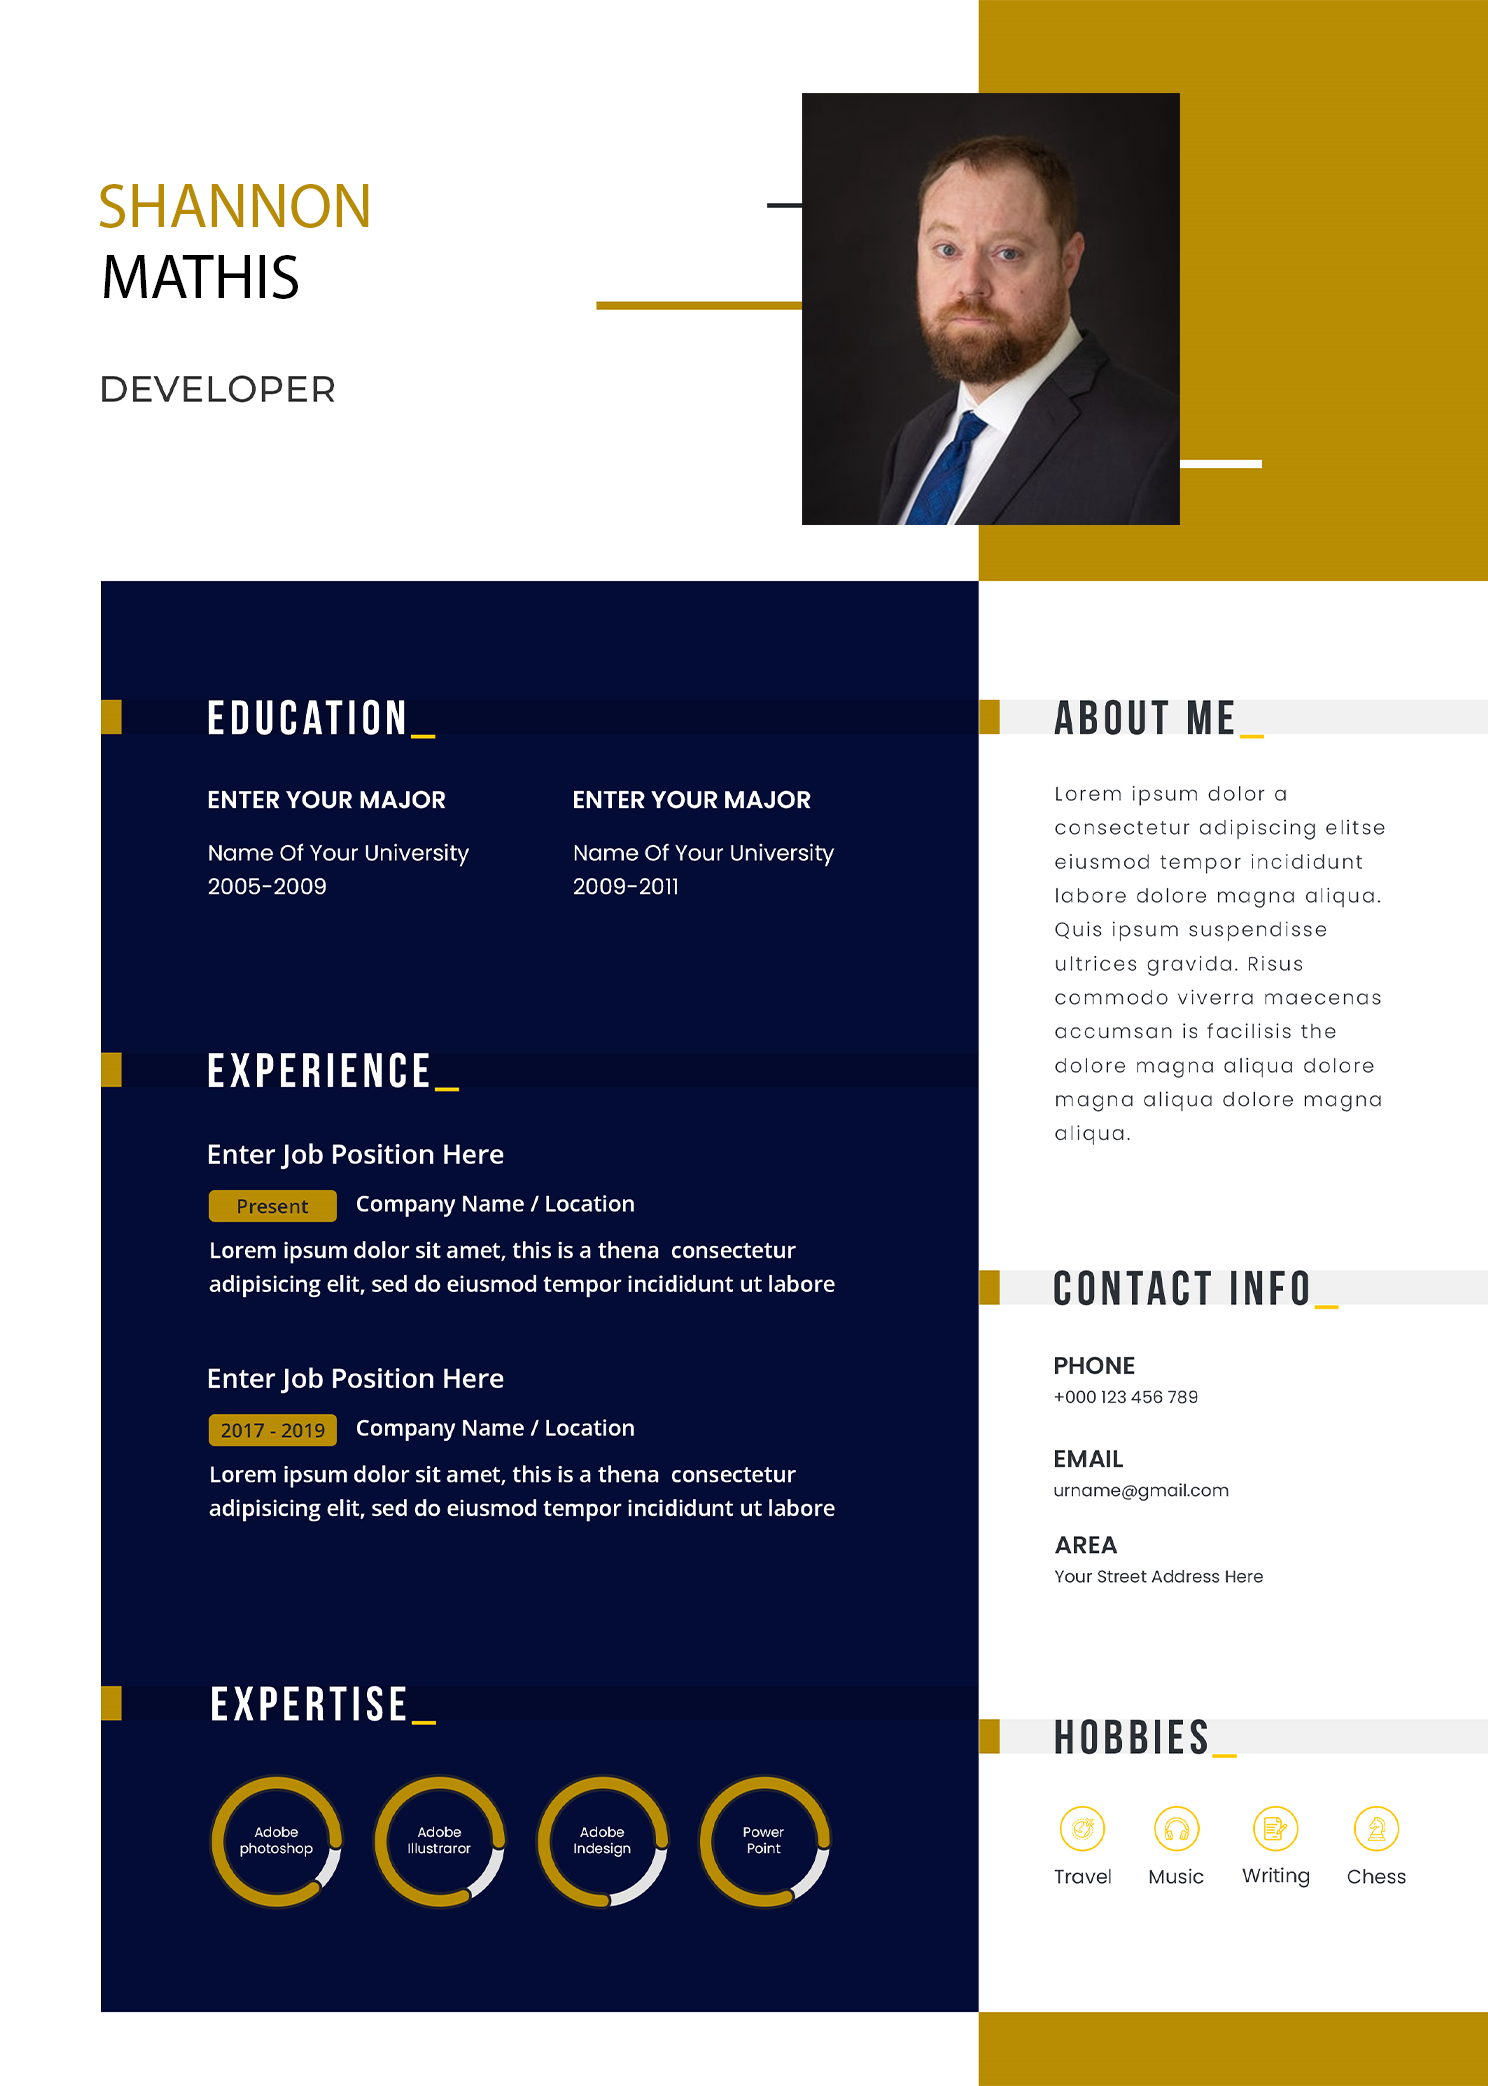 SHANNON
MATHIS
DEVELOPER
EDUCATION_
ENTER YOUR MAJOR
Name Of Your University
2005-2009
ENTER YOUR MAJOR
Name Of Your University
2009-2011
EXPERIENCE_
Enter Job Position Here
Present Company Name / Location
Lorem ipsum dolor sit amet, this is a thena consectetur
adipisicing elit, sed do eiusmod tempor incididunt ut labore
Enter Job Position Here
2017 - 2019 Company Name / Location
Lorem ipsum dolor sit amet, this is a thena consectetur
adipisicing elit, sed do eiusmod tempor incididunt ut labore
EXPERTISE_
Adobe
photoshop
Adobe
Illustraror
Adobe
Indesign
Power
Point
ABOUT ME_
Lorem ipsum dolor a
consectetur adipiscing elitse
eiusmod tempor incididunt
labore dolore magna aliqua.
Quis ipsum suspendisse
ultrices gravida. Risus
commodo viverra maecenas
accumsan is facilisis the
dolore magna aliqua dolore
magna aliqua dolore magna
aliqua.
CONTACT INFO_
PHONE
+000 123 456 789
EMAIL
urname@gmail.com
AREA
Your Street Address Here
HOBBIES_
Travel
Music
Writing
Chess